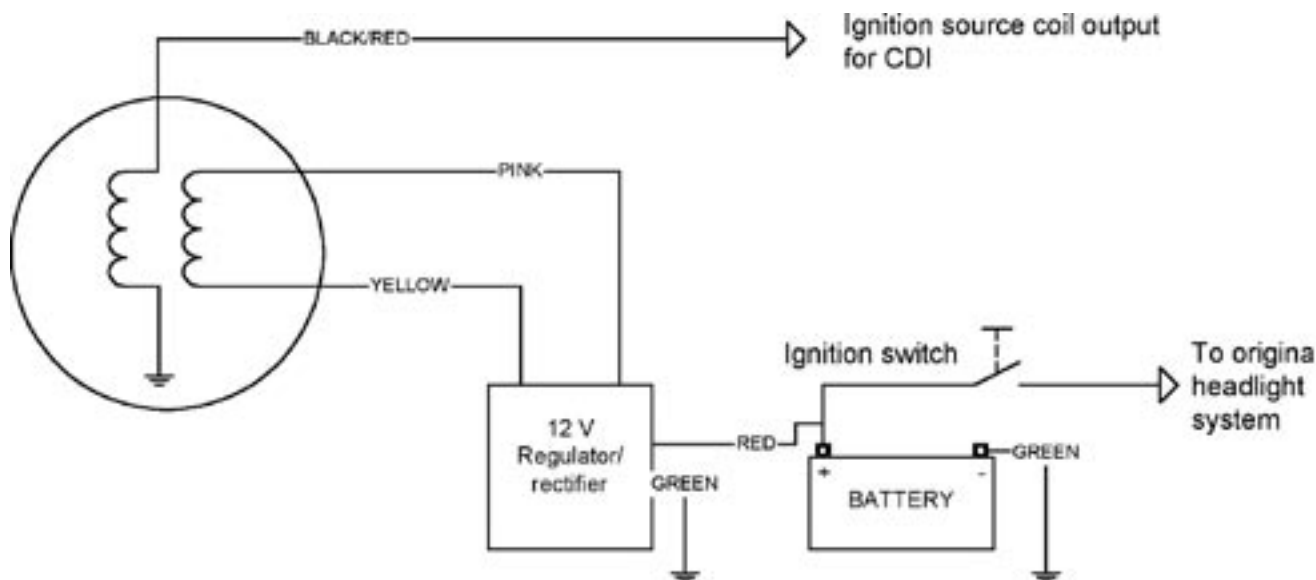 BLACK/RED
Ignition source coil output
for CDI
PINK
YELLOW
Ignition switch
To origina
headlight
system
12 V
Regulator/
rectifier
RED
GREEN
+
-
BATTERY
GREEN